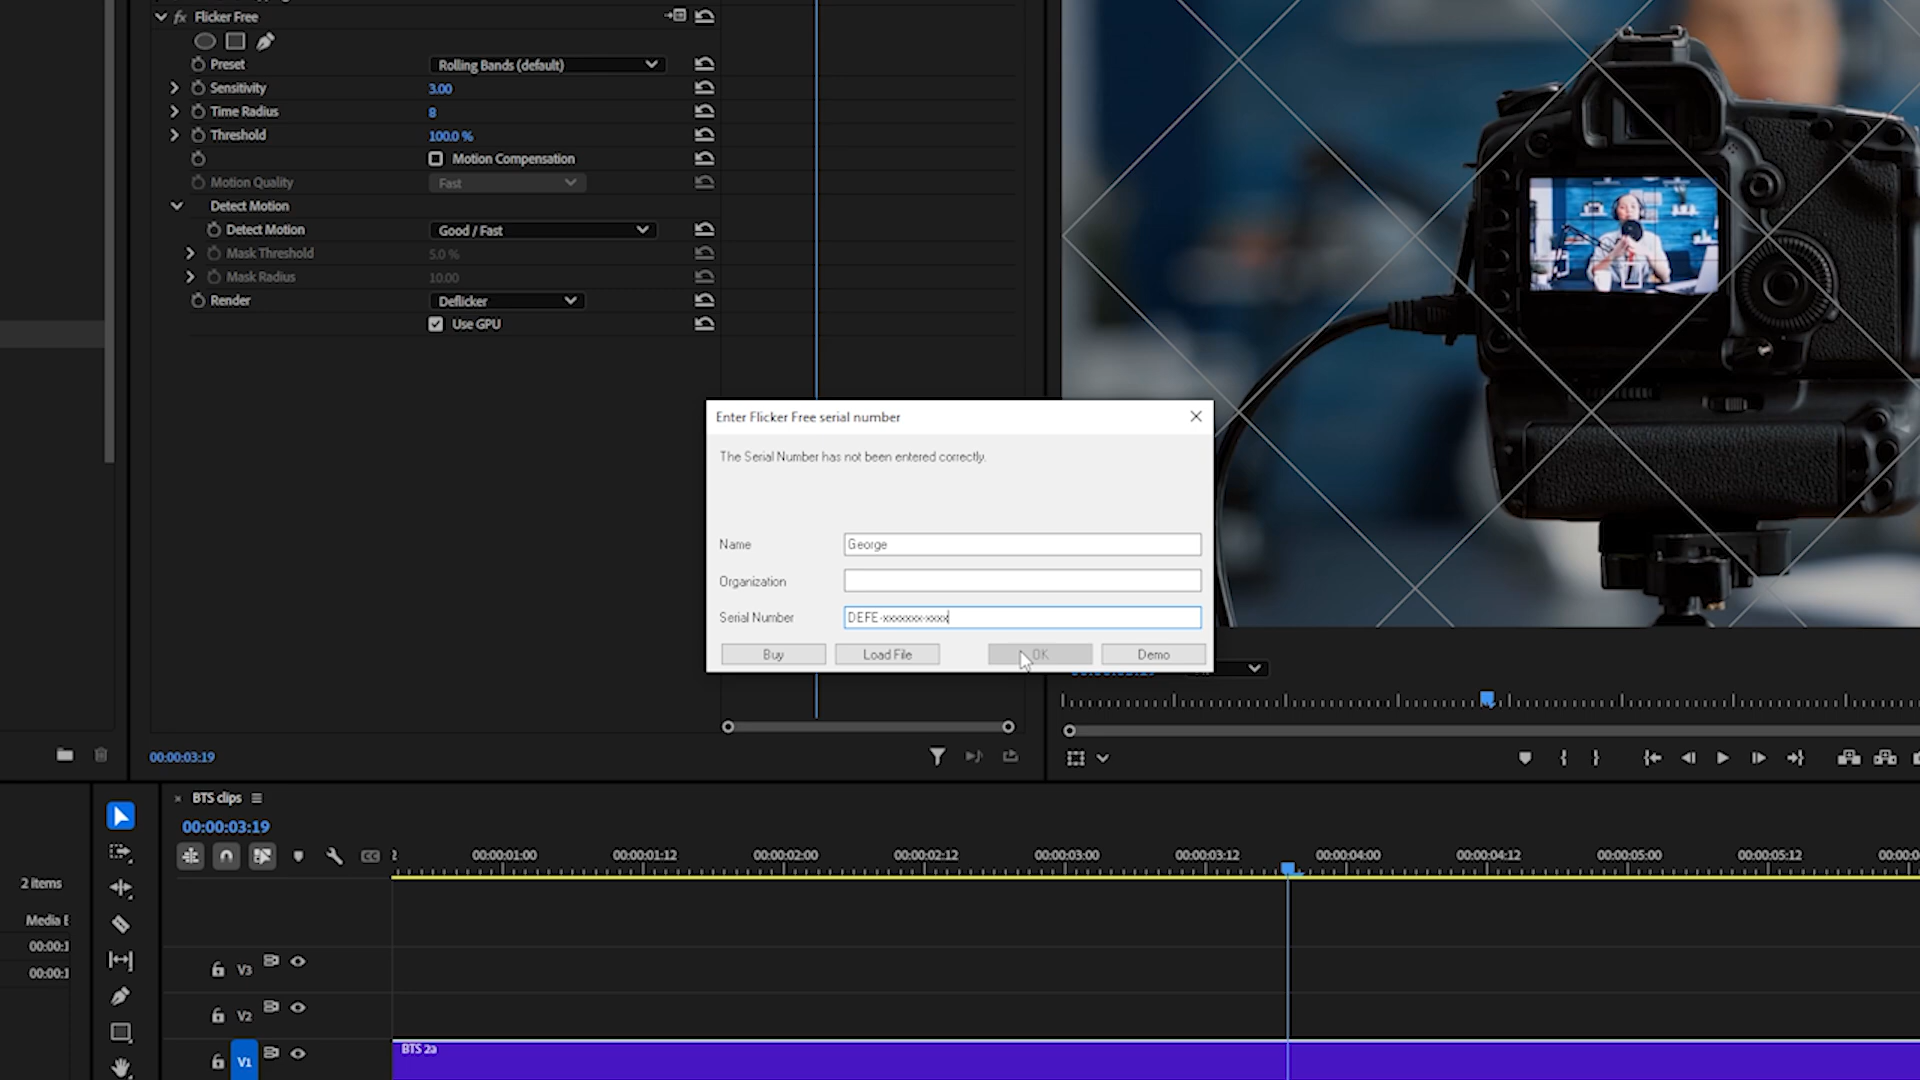 Flicker Free
Preset Rolling Bands (default)
Sensitivity 3.00
Time Radius 8
Threshold 100.0 %
Motion Compensation
Motion Quality Fast
Detect Motion
Detect Motion Good / Fast
Mask Threshold 5.0 %
Mask Radius 10.00
Render Deflicker
Use GPU
Enter Flicker Free serial number
The Serial Number has not been entered correctly.
Name George
Organization
Serial Number DEFE-xxxxxxx-xxxx
Buy Load File OK Demo
00:00:03:19
BTS clips
00:00:03:19
00:00:01:00 00:00:01:12 00:00:02:00 00:00:02:12 00:00:03:00 00:00:03:12 00:00:04:00 00:00:04:12 00:00:05:00 00:00:05:12
2 items
Media
00:00:1
00:00:1
V3
V2
V1
BTS 2a